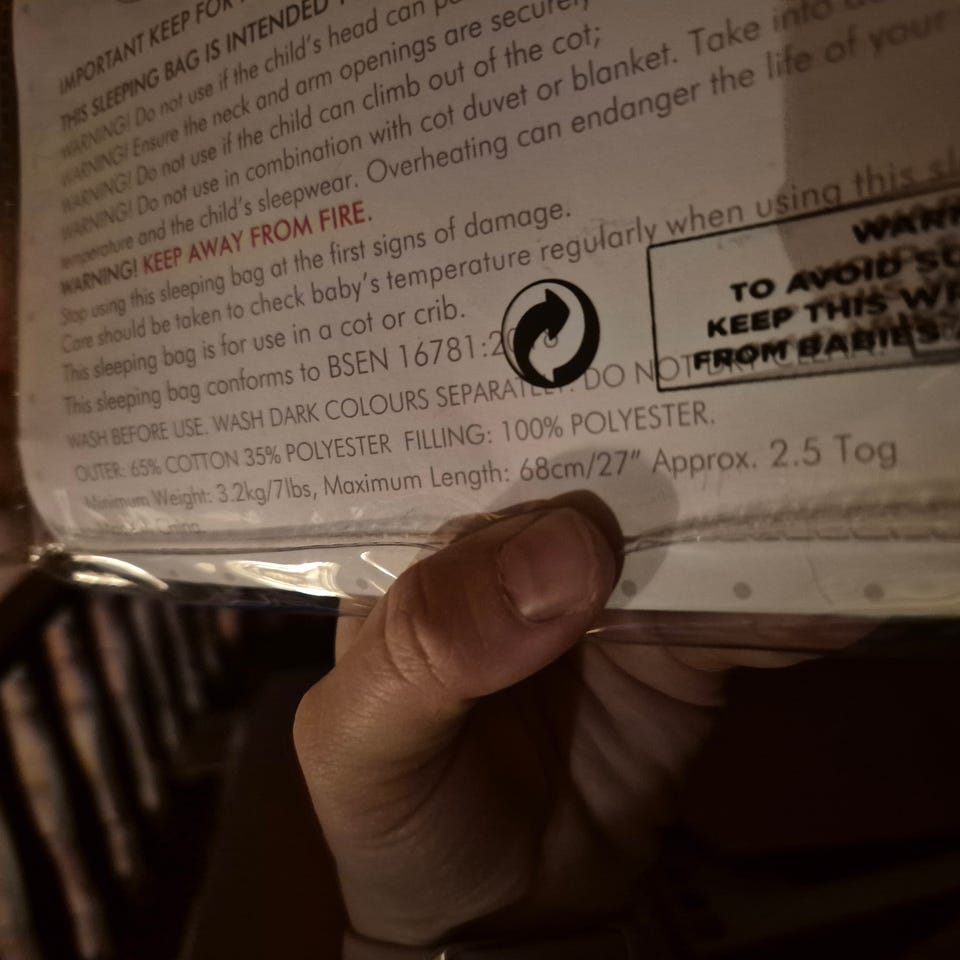 IMPORTANT KEEP FOR
THIS SLEEPING BAG IS INTENDED
WARNING! Do not use if the child's head can
WARNING! Ensure the neck and arm openings are securely
WARNING! Do not use if the child can climb out of the cot;
WARNING! Do not use in combination with cot duvet or blanket. Take into
temperature and the child's sleepwear. Overheating can endanger the life of your
WARNING! KEEP AWAY FROM FIRE.
Stop using this sleeping bag at the first signs of damage.
Care should be taken to check baby's temperature regularly when using this
This sleeping bag is for use in a cot or crib.
This sleeping bag conforms to BSEN 16781:2
WASH BEFORE USE. WASH DARK COLOURS SEPARATELY. DO NOT DRY CLEAN.
OUTER: 65% COTTON 35% POLYESTER FILLING: 100% POLYESTER.
Minimum Weight: 3.2kg/7lbs, Maximum Length: 68cm/27" Approx. 2.5 Tog
WARN
TO AVOID
KEEP THIS
FROM BABIES